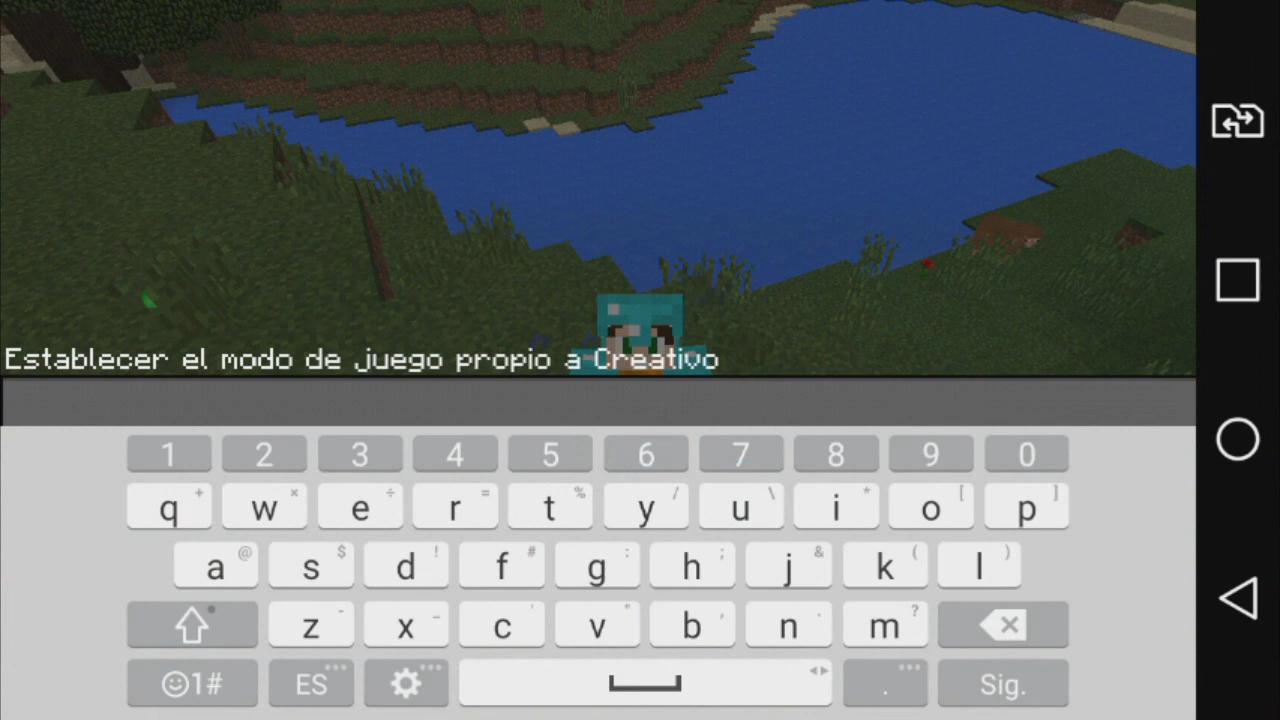 Establecer el modo de juego propio a Creativo
1 2 3 4 5 6 7 8 9 0
q + w × e ÷ r = t % y / u \ i * o [ p ]
a @ s $ d ! f # g : h ; j & k ( l )
z - x _ c ' v " b , n . m ?
1# ES . Sig.